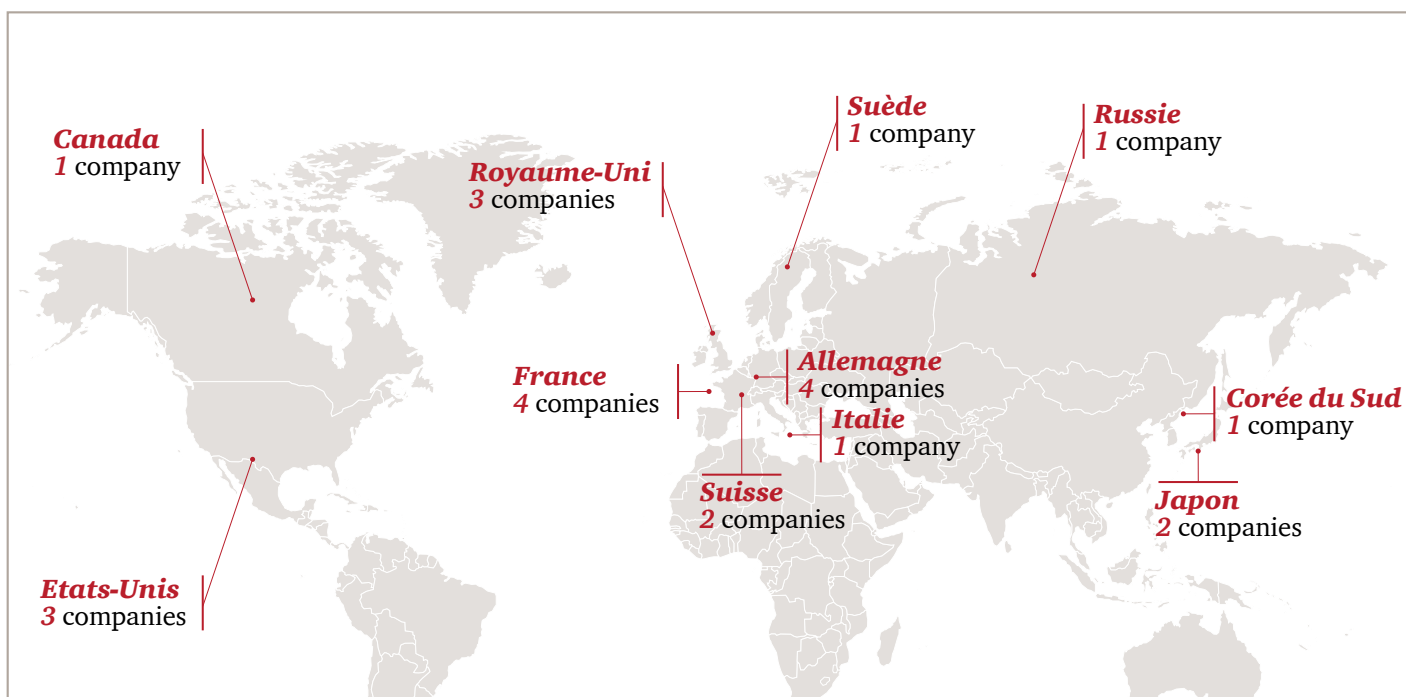 Canada
1 company
Royaume-Uni
3 companies
Suède
1 company
Russie
1 company
France
4 companies
Allemagne
4 companies
Italie
1 company
Corée du Sud
1 company
Suisse
2 companies
Japon
2 companies
Etats-Unis
3 companies